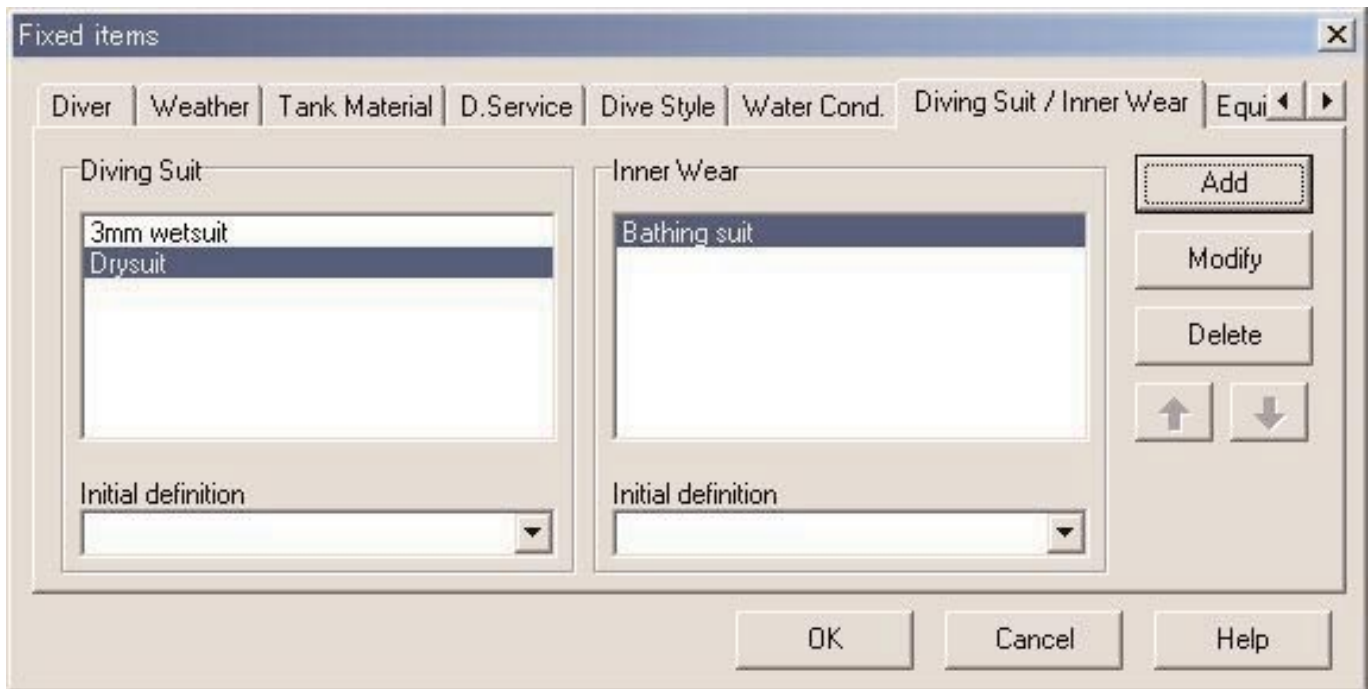 Fixed items
Diver Weather Tank Material D.Service Dive Style Water Cond. Diving Suit / Inner Wear Equi
Diving Suit
3mm wetsuit
Drysuit
Initial definition
Inner Wear
Bathing suit
Initial definition
Add
Modify
Delete
OK Cancel Help